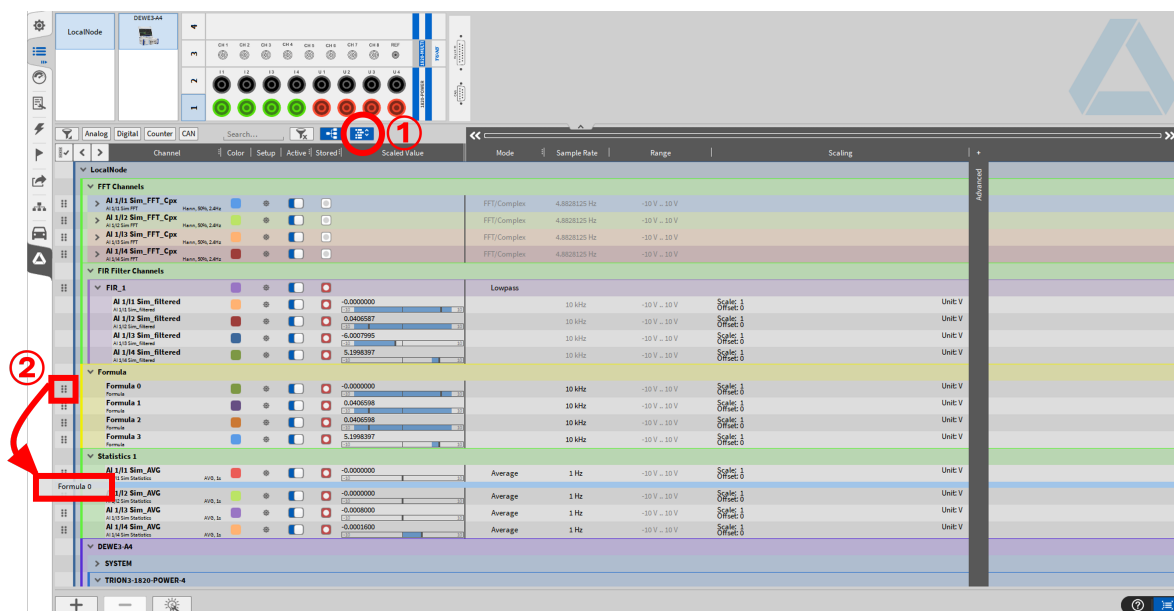 DEWE3-A4
LocalNode
4
3
2
1
CH 1 CH 2 CH 3 CH 4 CH 5 CH 6 CH 7 CH 8 REF
I 1 I 2 I 3 I 4 U 1 U 2 U 3 U 4
1820-MULTI
TRION3
1820-POWER
①
Analog Digital Counter CAN Search...
Channel Color Setup Active Stored Scaled Value Mode Sample Rate Range Scaling +
Advanced
LocalNode
FFT Channels
AI 1/I1 Sim_FFT_Cpx FFT/Complex 4.8828125 Hz -10 V .. 10 V
AI 1/I1 Sim FFT Hann, 50%, 2.4Hz
AI 1/I2 Sim_FFT_Cpx FFT/Complex 4.8828125 Hz -10 V .. 10 V
AI 1/I2 Sim FFT Hann, 50%, 2.4Hz
AI 1/I3 Sim_FFT_Cpx FFT/Complex 4.8828125 Hz -10 V .. 10 V
AI 1/I3 Sim FFT Hann, 50%, 2.4Hz
AI 1/I4 Sim_FFT_Cpx FFT/Complex 4.8828125 Hz -10 V .. 10 V
AI 1/I4 Sim FFT Hann, 50%, 2.4Hz
FIR Filter Channels
FIR_1 Lowpass
AI 1/I1 Sim_filtered -0.0000000 10 kHz -10 V .. 10 V Scale: 1 Unit: V
AI 1/I1 Sim_filtered Offset: 0
AI 1/I2 Sim_filtered 0.0406587 10 kHz -10 V .. 10 V Scale: 1 Unit: V
AI 1/I2 Sim_filtered Offset: 0
AI 1/I3 Sim_filtered -6.0007995 10 kHz -10 V .. 10 V Scale: 1 Unit: V
AI 1/I3 Sim_filtered Offset: 0
AI 1/I4 Sim_filtered 5.1998397 10 kHz -10 V .. 10 V Scale: 1 Unit: V
AI 1/I4 Sim_filtered Offset: 0
②
Formula
Formula 0 -0.0000000 10 kHz -10 V .. 10 V Scale: 1 Unit: V
Formula Offset: 0
Formula 1 0.0406598 10 kHz -10 V .. 10 V Scale: 1 Unit: V
Formula Offset: 0
Formula 2 0.0406598 10 kHz -10 V .. 10 V Scale: 1 Unit: V
Formula Offset: 0
Formula 3 5.1998397 10 kHz -10 V .. 10 V Scale: 1 Unit: V
Formula Offset: 0
Statistics 1
AI 1/I1 Sim_AVG -0.0000000 Average 1 Hz -10 V .. 10 V Scale: 1 Unit: V
I1 Sim Statistics AVG, 1s Offset: 0
Formula 0
1/I2 Sim_AVG -0.0000000 Average 1 Hz -10 V .. 10 V Scale: 1 Unit: V
I2 Sim Statistics AVG, 1s Offset: 0
AI 1/I3 Sim_AVG -0.0008000 Average 1 Hz -10 V .. 10 V Scale: 1 Unit: V
AI 1/I3 Sim Statistics AVG, 1s Offset: 0
AI 1/I4 Sim_AVG -0.0001600 Average 1 Hz -10 V .. 10 V Scale: 1 Unit: V
AI 1/I4 Sim Statistics AVG, 1s Offset: 0
DEWE3-A4
SYSTEM
TRION3-1820-POWER-4